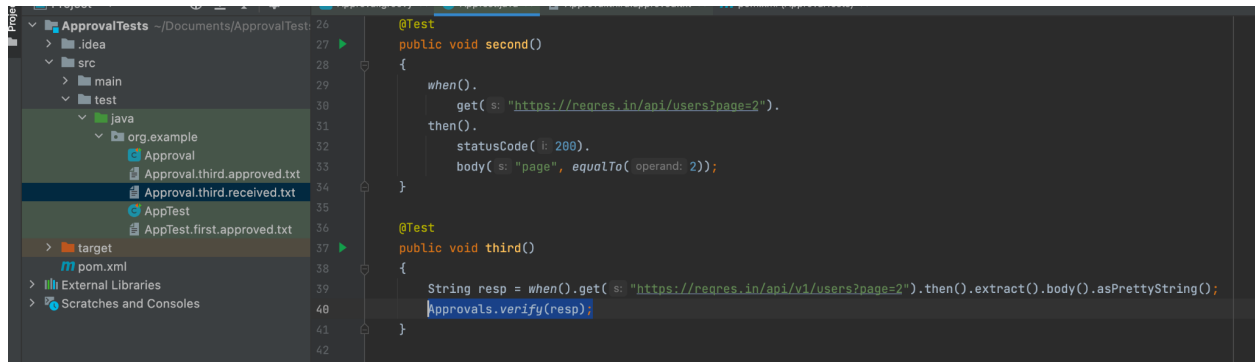 Project
ApprovalTests ~/Documents/ApprovalTest
.idea
src
main
test
java
org.example
Approval
Approval.third.approved.txt
Approval.third.received.txt
AppTest
AppTest.first.approved.txt
target
pom.xml
External Libraries
Scratches and Consoles
26 @Test
27 public void second()
28 {
29 when().
30 get( s: "https://reqres.in/api/users?page=2").
31 then().
32 statusCode( i: 200).
33 body( s: "page", equalTo( operand: 2));
34 }
35
36 @Test
37 public void third()
38 {
39 String resp = when().get( s: "https://reqres.in/api/v1/users?page=2").then().extract().body().asPrettyString();
40 Approvals.verify(resp);
41 }
42